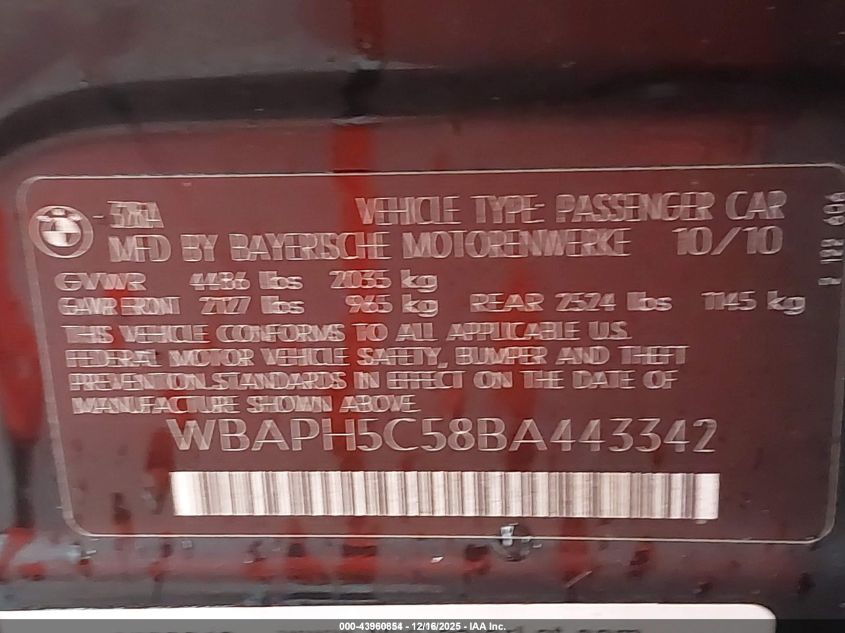 VEHICLE TYPE: PASSENGER CAR
MFD BY BAYERISCHE MOTORENWERKE 10/10
GVWR 4486 lbs 2035 kg
GAWR FRONT 2127 lbs 965 kg REAR 2524 lbs 1145 kg
THIS VEHICLE CONFORMS TO ALL APPLICABLE U.S.
FEDERAL MOTOR VEHICLE SAFETY, BUMPER AND THEFT
PREVENTION STANDARDS IN EFFECT ON THE DATE OF
MANUFACTURE SHOWN ABOVE
WBAPH5C58BA443342
000-43960854 - 12/16/2025 - IAA Inc.